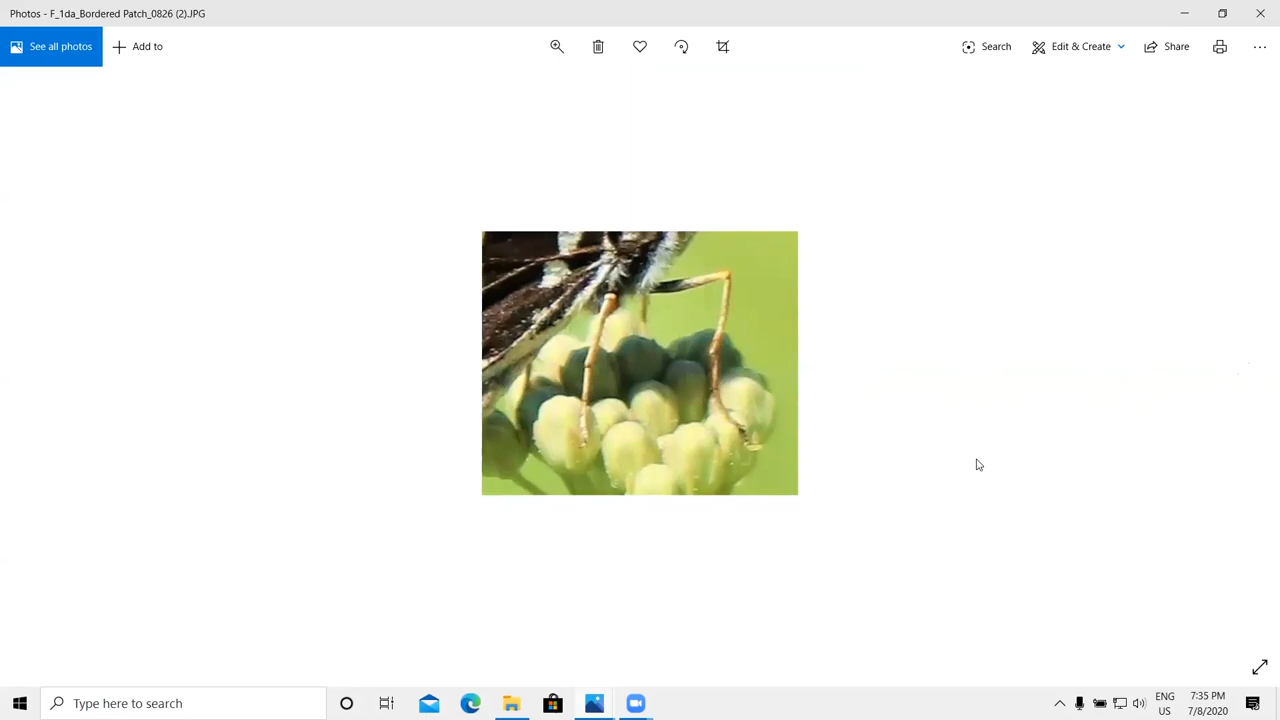 Photos - F_1da_Bordered Patch_0826 (2).JPG
See all photos
Add to
Search
Edit & Create
Share
Type here to search
ENG
US
7:35 PM
7/8/2020